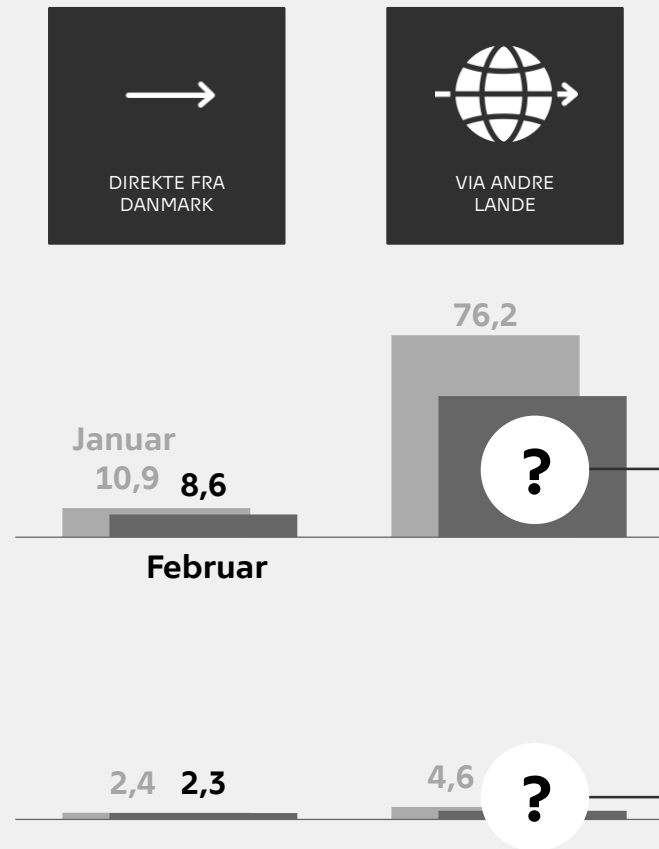 DIREKTE FRA
DANMARK
VIA ANDRE
LANDE
76,2
Januar
10,9
8,6
?
Februar
2,4
2,3
4,6
?